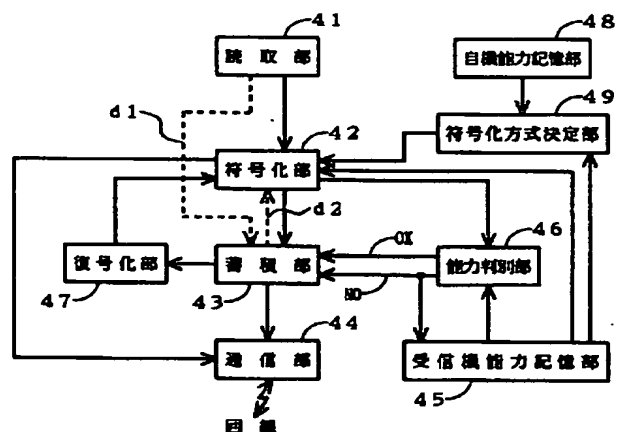 41
読取部
48
自機能力記憶部
d1
42
49
符号化方式決定部
符号化部
d2
46
OK
復号化部
47
蓄積部
43
NO
能力判別部
44
通信部
受信機能力記憶部
45
回線